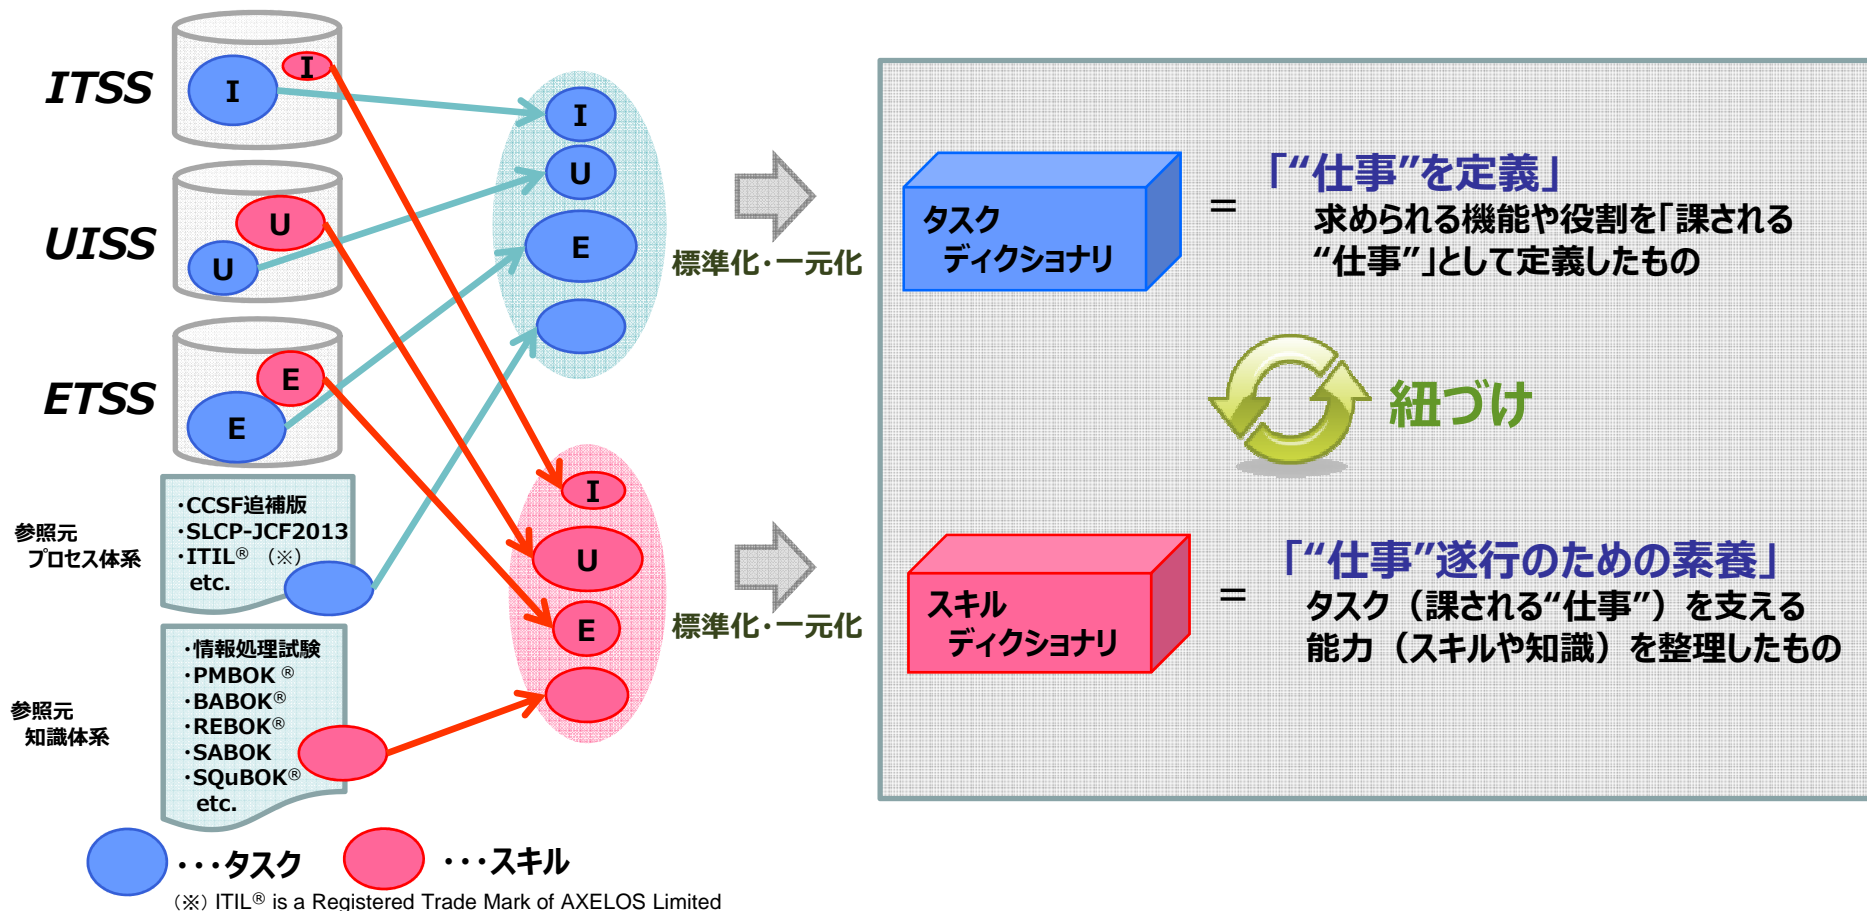 ITSS
I
I
UISS
U
U
ETSS
E
E
参照元
プロセス体系
・CCSF追補版
・SLCP-JCF2013
・ITIL® （※）
etc.
参照元
知識体系
・情報処理試験
・PMBOK ®
・BABOK®
・REBOK®
・SABOK
・SQuBOK®
etc.
I
U
E
I
U
E
標準化・一元化
標準化・一元化
タスク
ディクショナリ
=
「“仕事”を定義」
求められる機能や役割を「課される
“仕事”」として定義したもの
紐づけ
スキル
ディクショナリ
=
「“仕事”遂行のための素養」
タスク（課される“仕事”）を支える
能力（スキルや知識）を整理したもの
・・・タスク
・・・スキル
（※）ITIL® is a Registered Trade Mark of AXELOS Limited